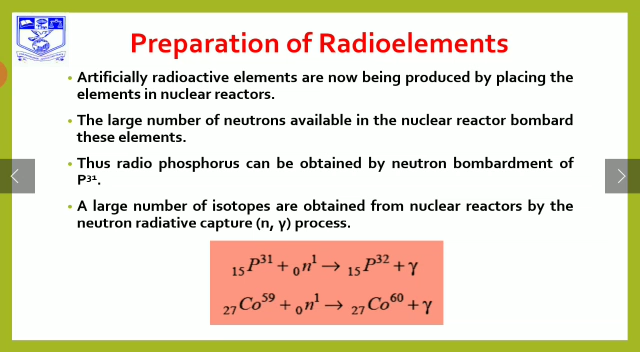 Preparation of Radioelements
• Artificially radioactive elements are now being produced by placing the
elements in nuclear reactors.
• The large number of neutrons available in the nuclear reactor bombard
these elements.
• Thus radio phosphorus can be obtained by neutron bombardment of
P³¹.
• A large number of isotopes are obtained from nuclear reactors by the
neutron radiative capture (n, γ) process.
₁₅P³¹ + ₀n¹ → ₁₅P³² + γ
₂₇Co⁵⁹ + ₀n¹ → ₂₇Co⁶⁰ + γ